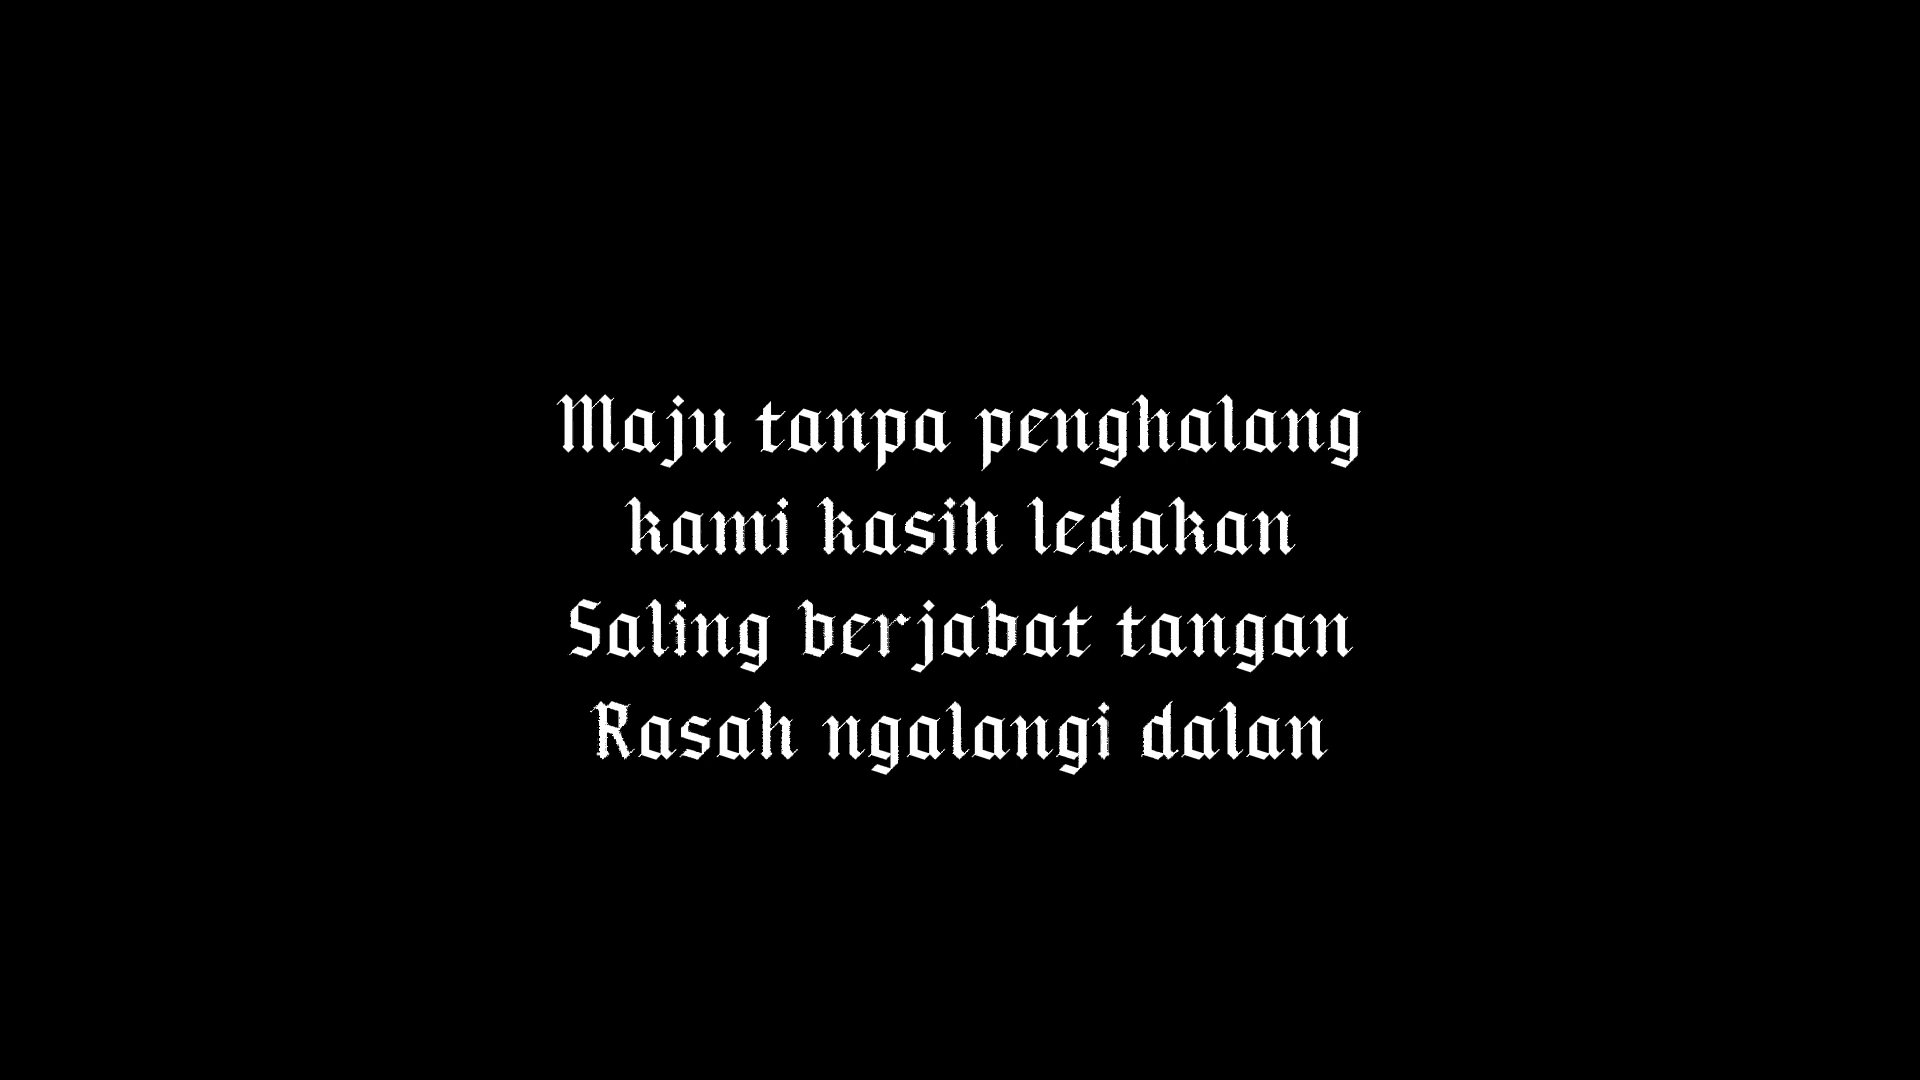 Maju tanpa penghalang
kami kasih ledakan
Saling berjabat tangan
Rasah ngalangi dalan